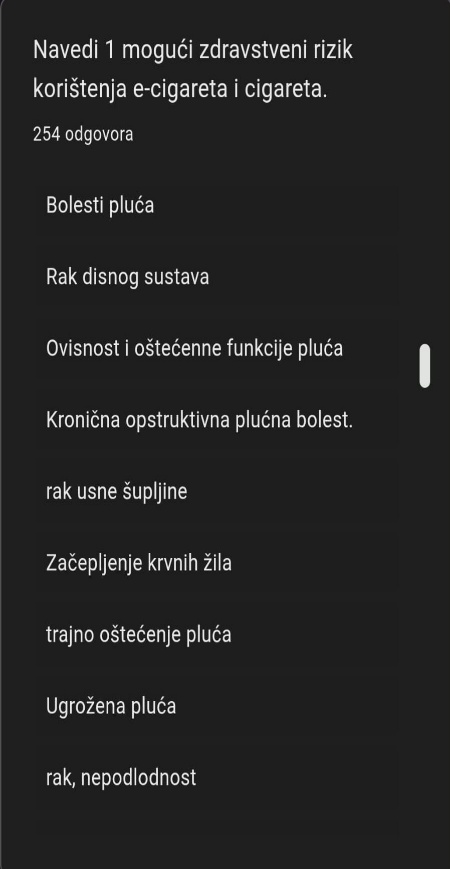 Navedi 1 mogući zdravstveni rizik
korištenja e-cigareta i cigareta.
254 odgovora
Bolesti pluća
Rak disnog sustava
Ovisnost i oštećenne funkcije pluća
Kronična opstruktivna plućna bolest.
rak usne šupljine
Začepljenje krvnih žila
trajno oštećenje pluća
Ugrožena pluća
rak, nepodlodnost